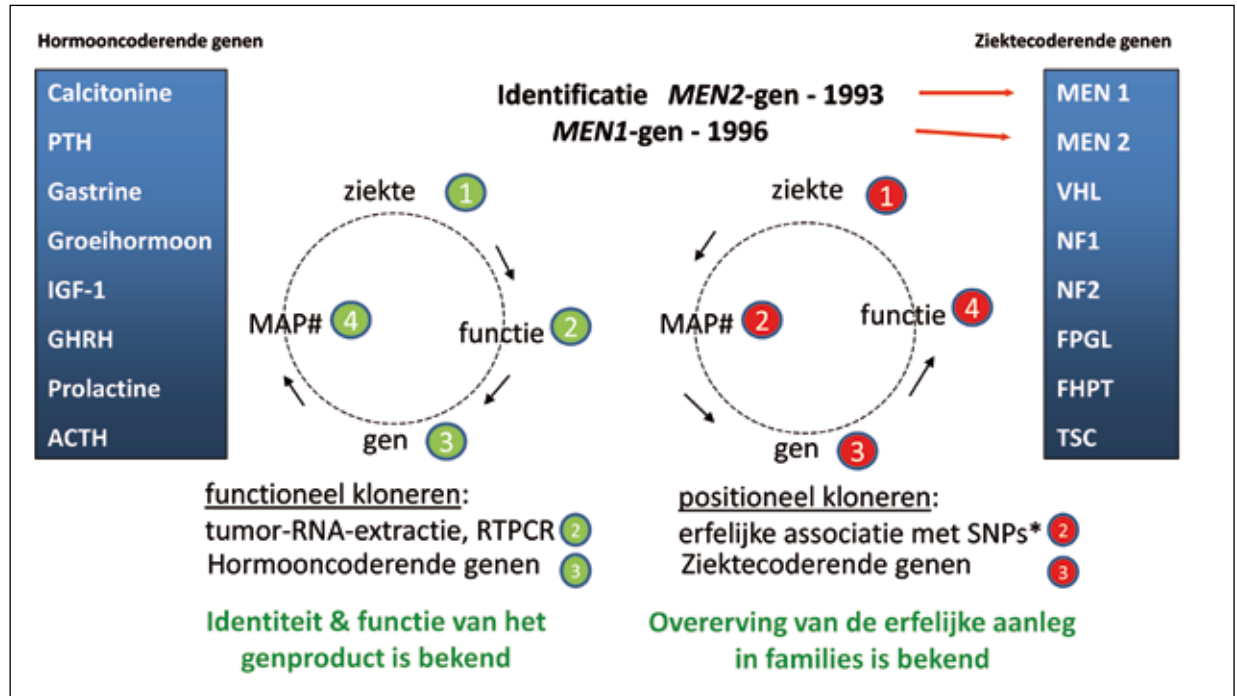 Hormooncoderende genen
Calcitonine
PTH
Gastrine
Groeihormoon
IGF-1
GHRH
Prolactine
ACTH
Identificatie MEN2-gen - 1993
MEN1-gen - 1996
Ziektecoderende genen
MEN 1
MEN 2
VHL
NF1
NF2
FPGL
FHPT
TSC
ziekte 1
functie 2
gen 3
MAP# 4
functioneel kloneren:
tumor-RNA-extractie, RTPCR 2
Hormooncoderende genen 3
Identiteit & functie van het
genproduct is bekend
ziekte 1
MAP# 2
gen 3
functie 4
positioneel kloneren:
erfelijke associatie met SNPs* 2
Ziektecoderende genen 3
Overerving van de erfelijke aanleg
in families is bekend